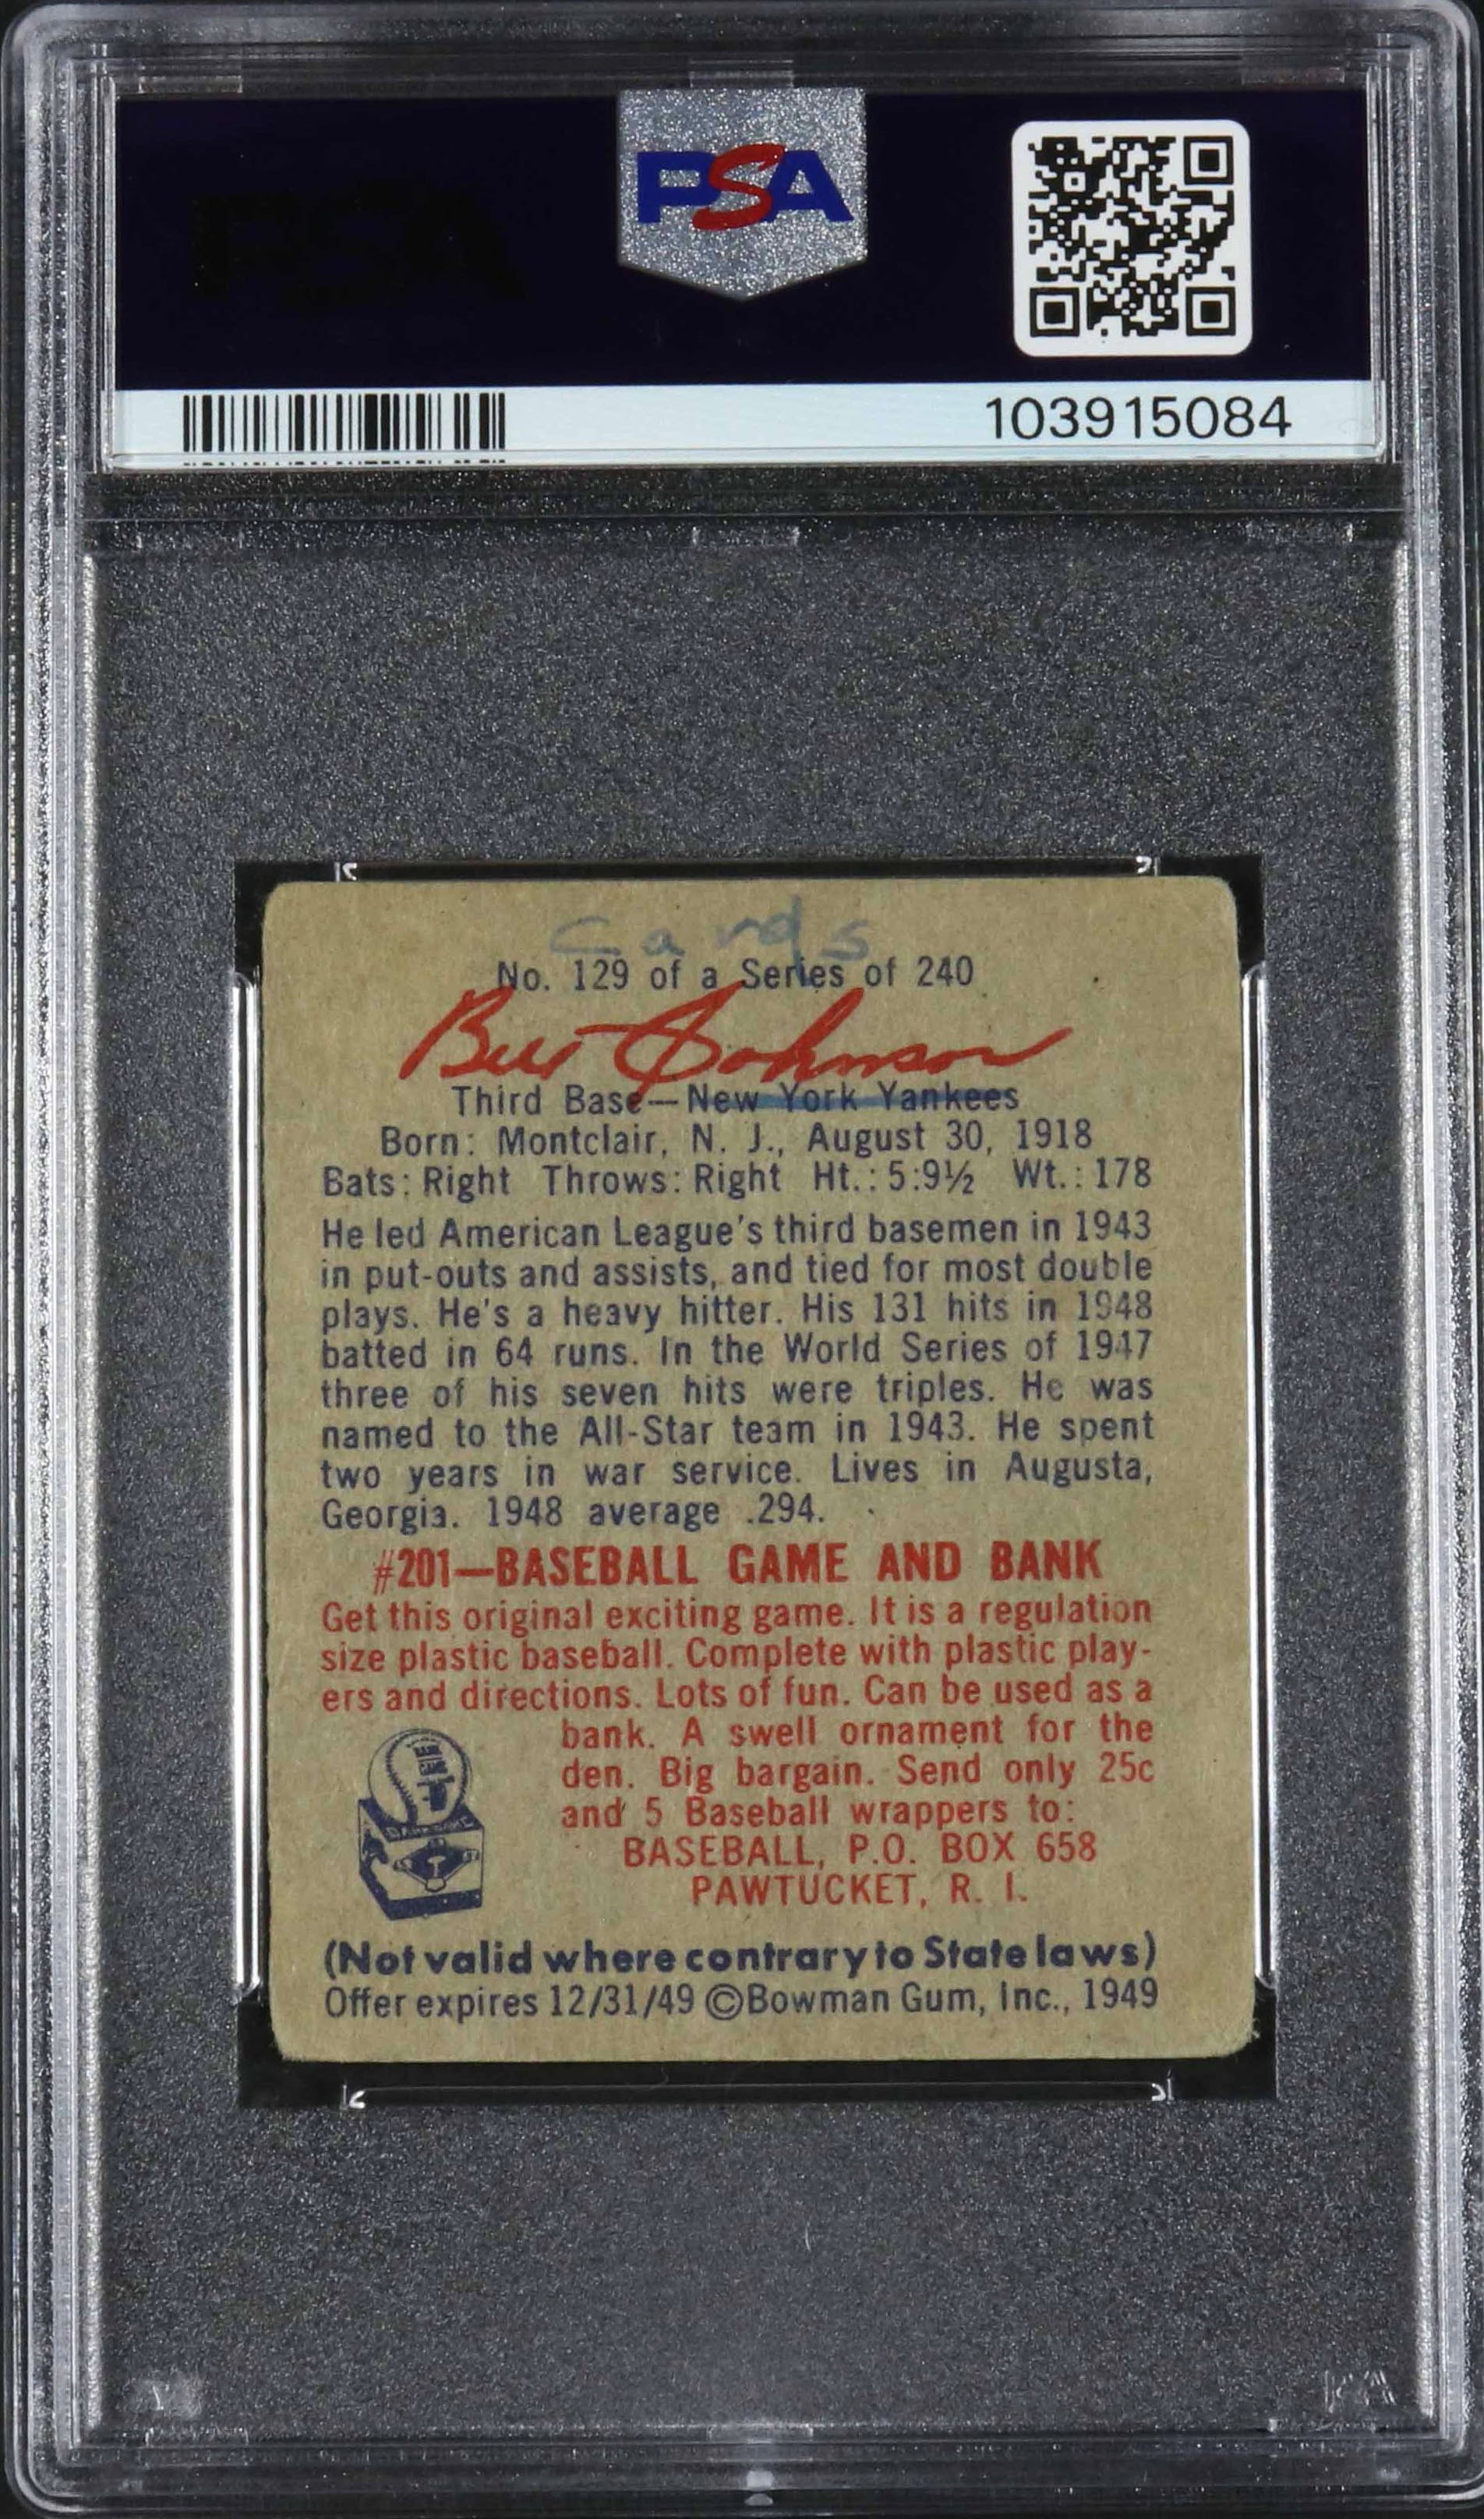 PSA
103915084
Cards
No. 129 of a Series of 240
Bill Johnson
Third Base—New York Yankees
Born: Montclair, N. J., August 30, 1918
Bats: Right Throws: Right Ht.: 5:9½ Wt.: 178
He led American League's third basemen in 1943
in put-outs and assists, and tied for most double
plays. He's a heavy hitter. His 131 hits in 1948
batted in 64 runs. In the World Series of 1947
three of his seven hits were triples. He was
named to the All-Star team in 1943. He spent
two years in war service. Lives in Augusta,
Georgia. 1948 average .294.
#201—BASEBALL GAME AND BANK
Get this original exciting game. It is a regulation
size plastic baseball. Complete with plastic play-
ers and directions. Lots of fun. Can be used as a
bank. A swell ornament for the
den. Big bargain. Send only 25c
and 5 Baseball wrappers to:
BASEBALL, P.O. BOX 658
PAWTUCKET, R. I.
(Not valid where contrary to State laws)
Offer expires 12/31/49 ©Bowman Gum, Inc., 1949